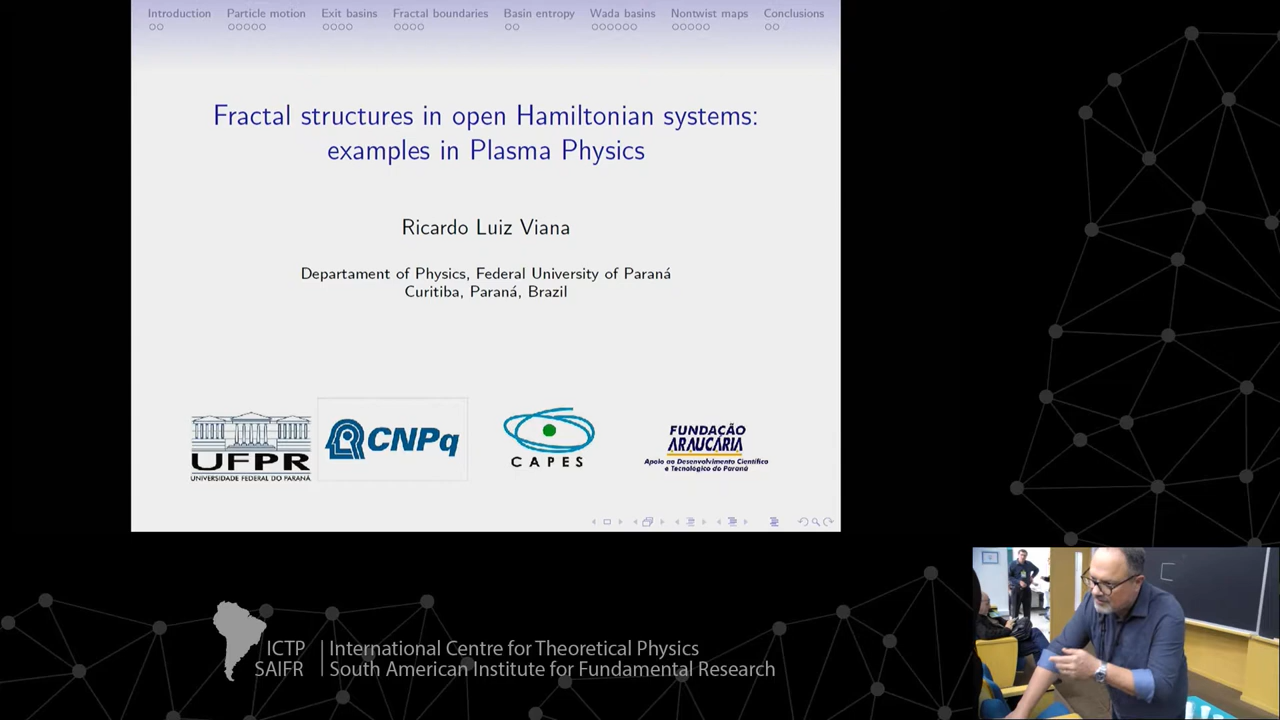 Introduction Particle motion Exit basins Fractal boundaries Basin entropy Wada basins Nontwist maps Conclusions
Fractal structures in open Hamiltonian systems:
examples in Plasma Physics
Ricardo Luiz Viana
Departament of Physics, Federal University of Paraná
Curitiba, Paraná, Brazil
UFPR
UNIVERSIDADE FEDERAL DO PARANÁ
CNPq
CAPES
FUNDAÇÃO
ARAUCÁRIA
Apoio ao Desenvolvimento Científico
e Tecnológico do Paraná
ICTP | International Centre for Theoretical Physics
SAIFR | South American Institute for Fundamental Research